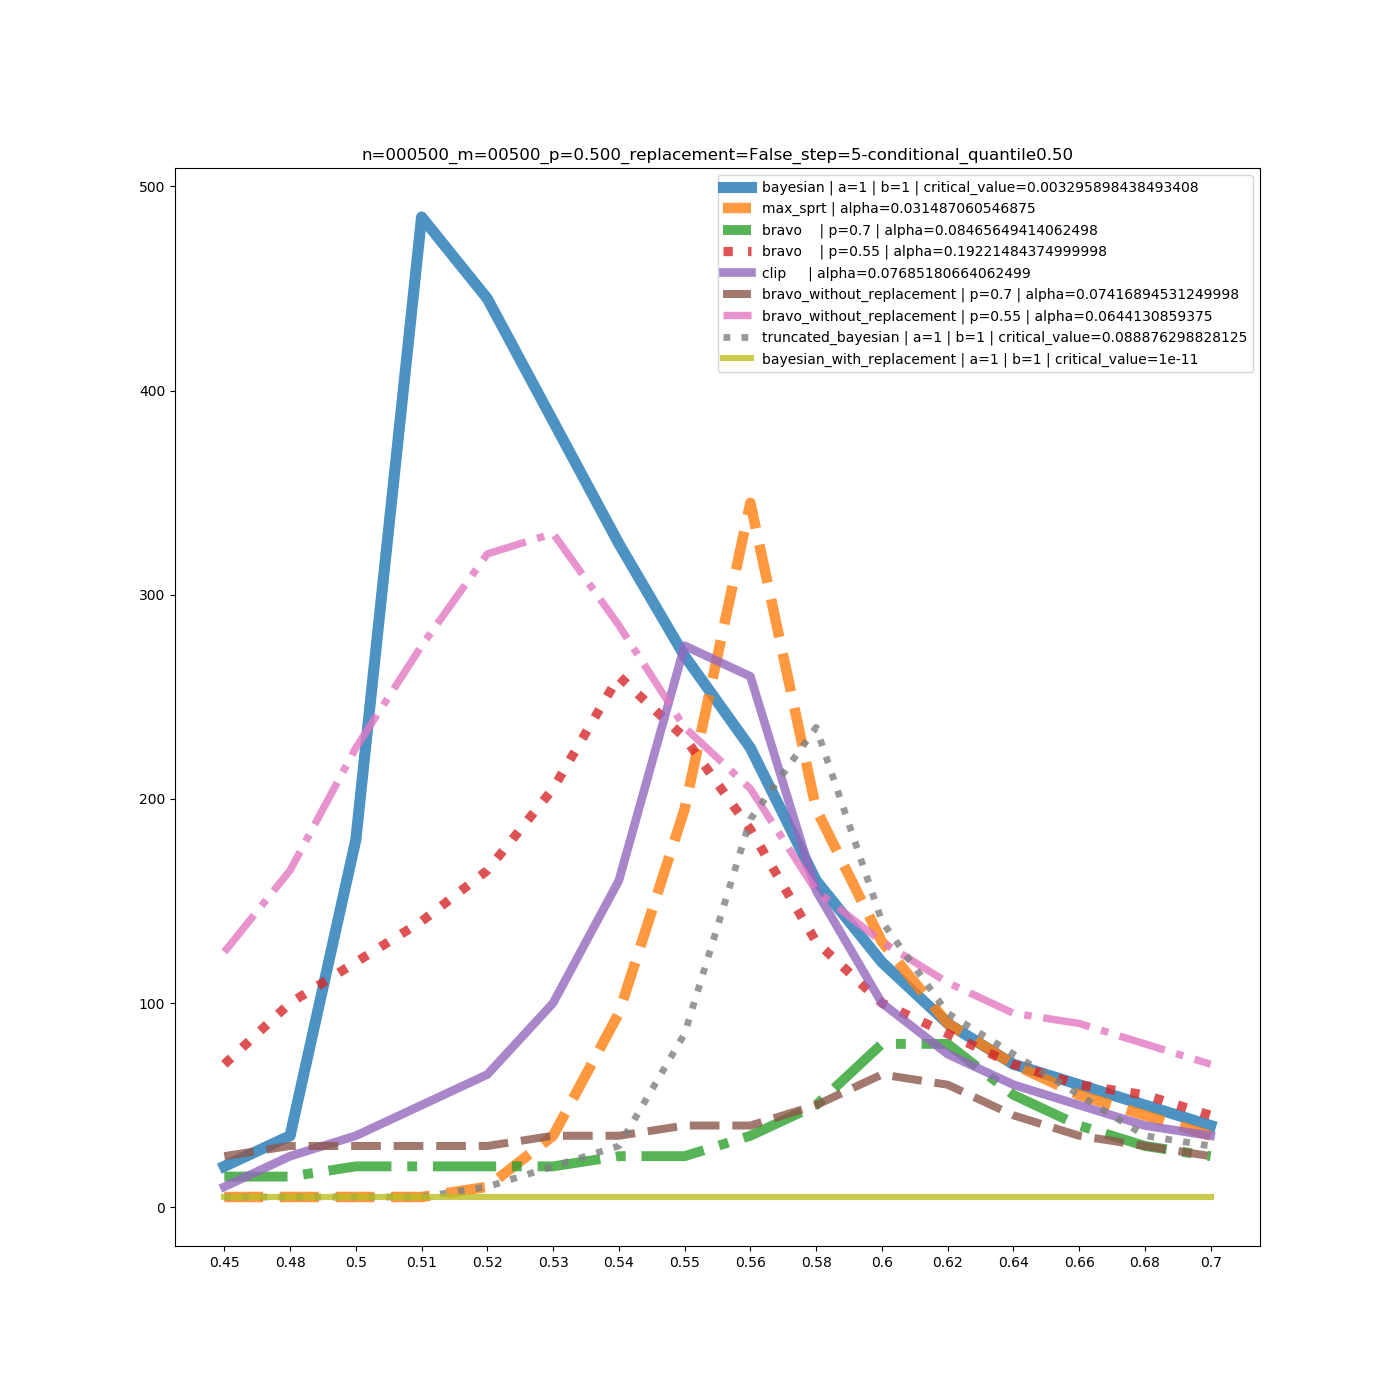 n=000500_m=00500_p=0.500_replacement=False_step=5-conditional_quantile0.50
bayesian | a=1 | b=1 | critical_value=0.003295898438493408
max_sprt | alpha=0.031487060546875
bravo | p=0.7 | alpha=0.08465649414062498
bravo | p=0.55 | alpha=0.19221484374999998
clip | alpha=0.07685180664062499
bravo_without_replacement | p=0.7 | alpha=0.07416894531249998
bravo_without_replacement | p=0.55 | alpha=0.0644130859375
truncated_bayesian | a=1 | b=1 | critical_value=0.088876298828125
bayesian_with_replacement | a=1 | b=1 | critical_value=1e-11
500
400
300
200
100
0
0.45 0.48 0.5 0.51 0.52 0.53 0.54 0.55 0.56 0.58 0.6 0.62 0.64 0.66 0.68 0.7